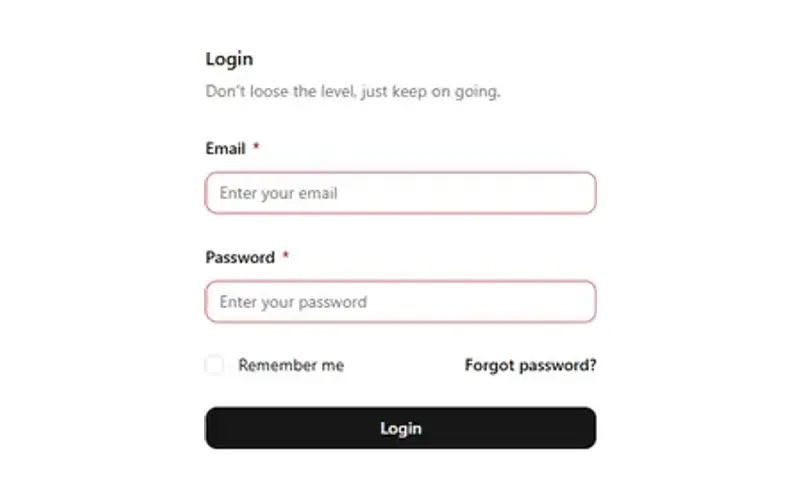 Login
Don't loose the level, just keep on going.
Email *
Enter your email
Password *
Enter your password
Remember me Forgot password?
Login